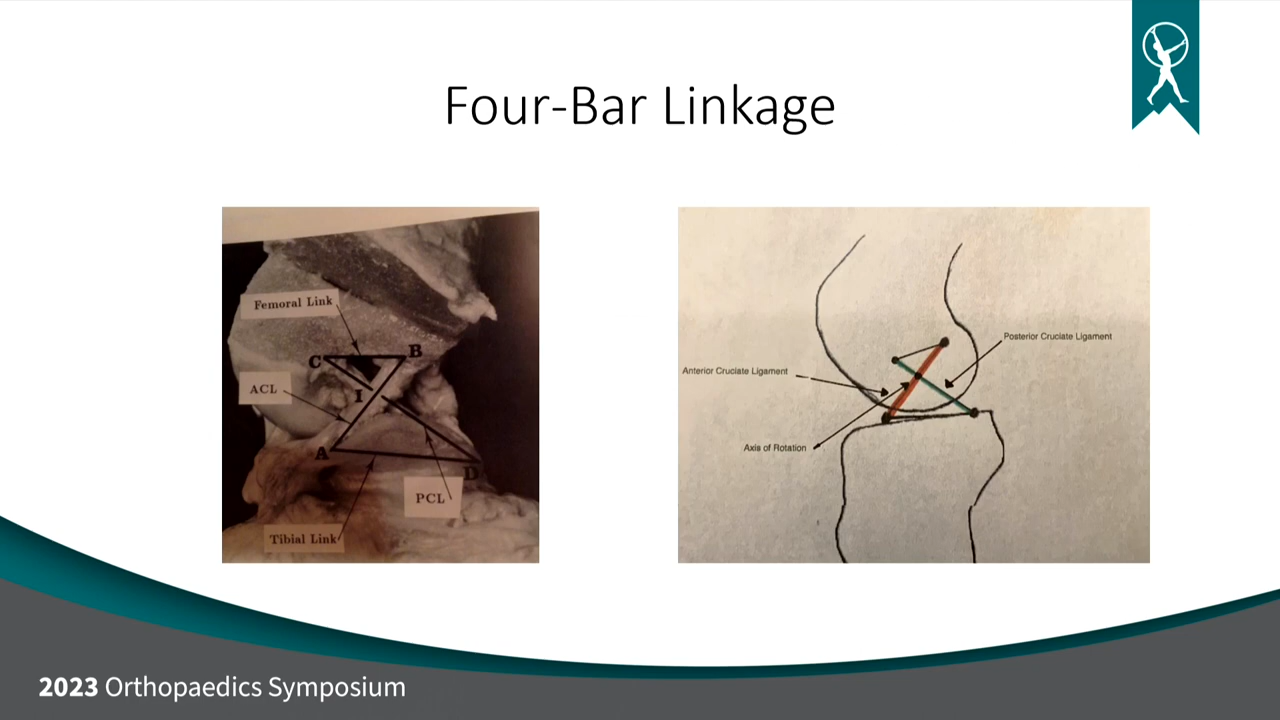 Four-Bar Linkage
Femoral Link
C
B
ACL
I
A
D
PCL
Tibial Link
Posterior Cruciate Ligament
Anterior Cruciate Ligament
Axis of Rotation
2023 Orthopaedics Symposium